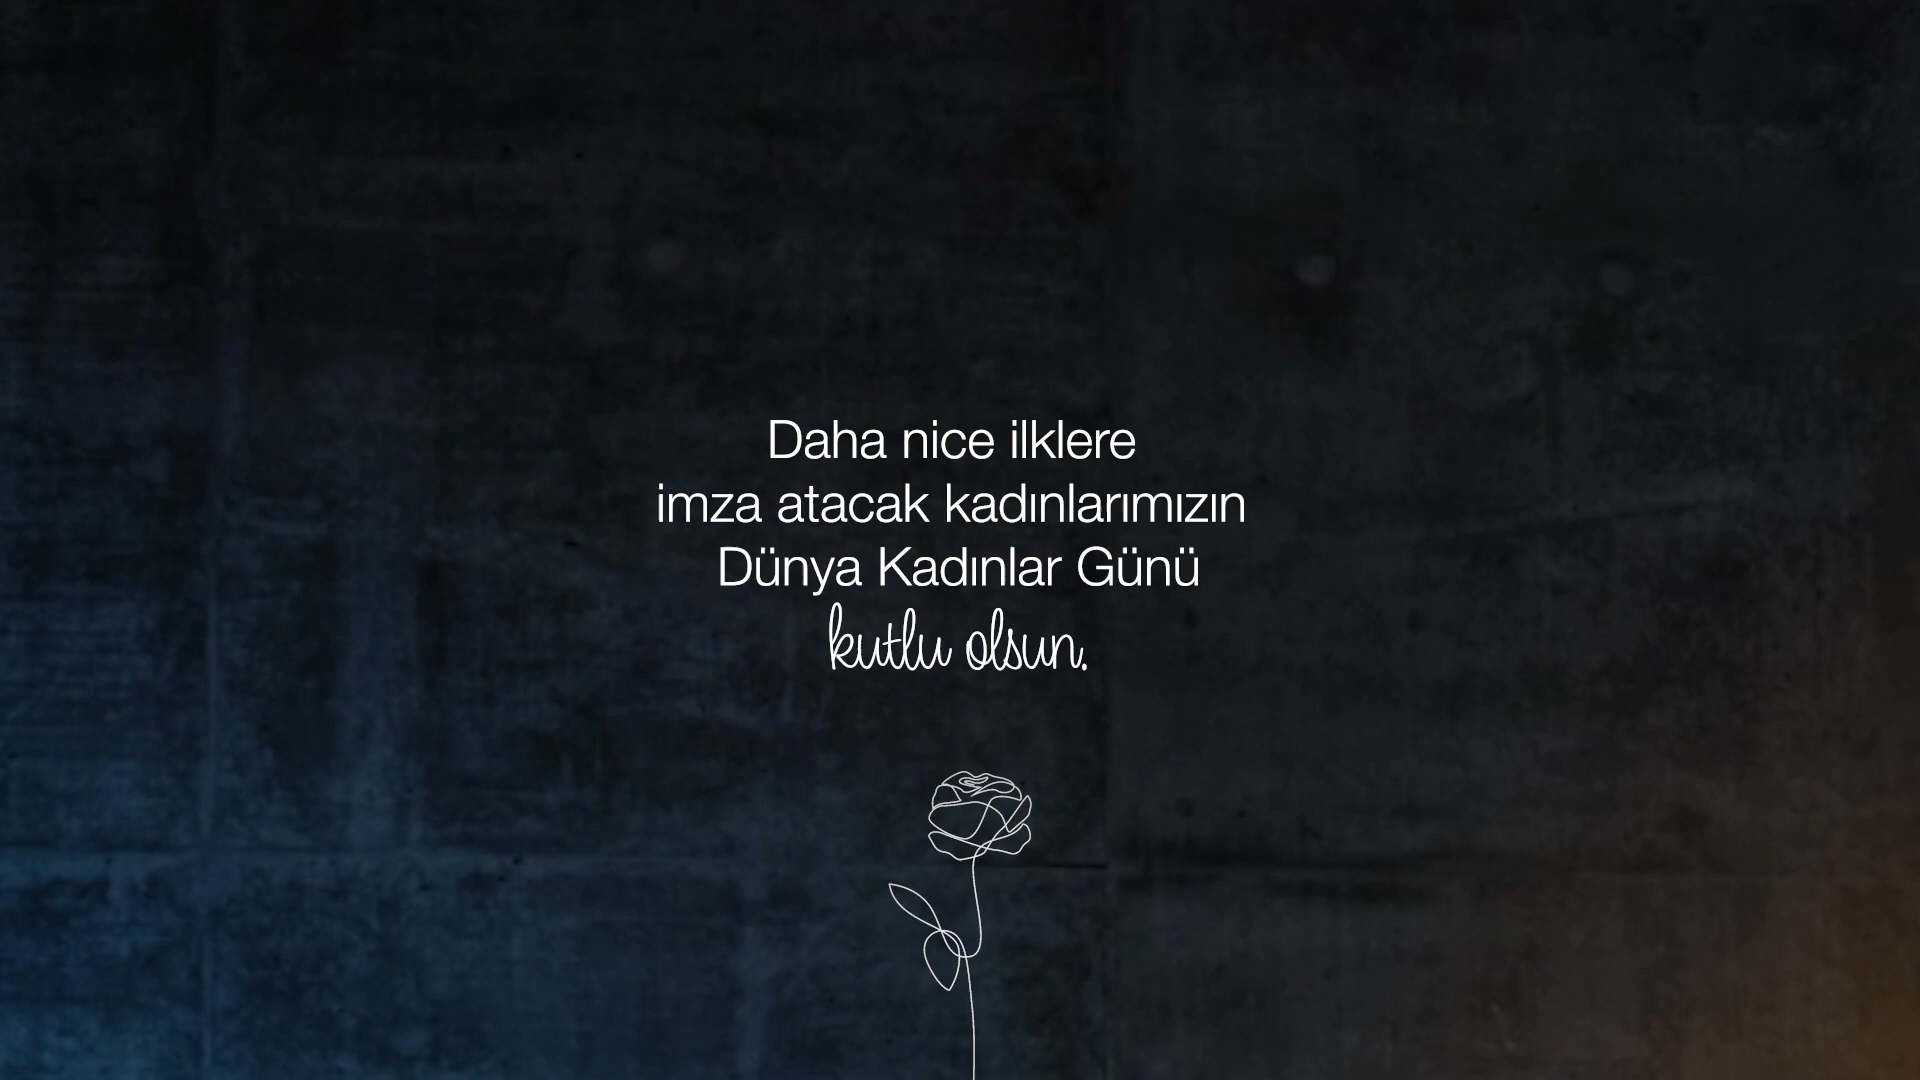 Daha nice ilklere
imza atacak kadınlarımızın
Dünya Kadınlar Günü
kutlu olsun.